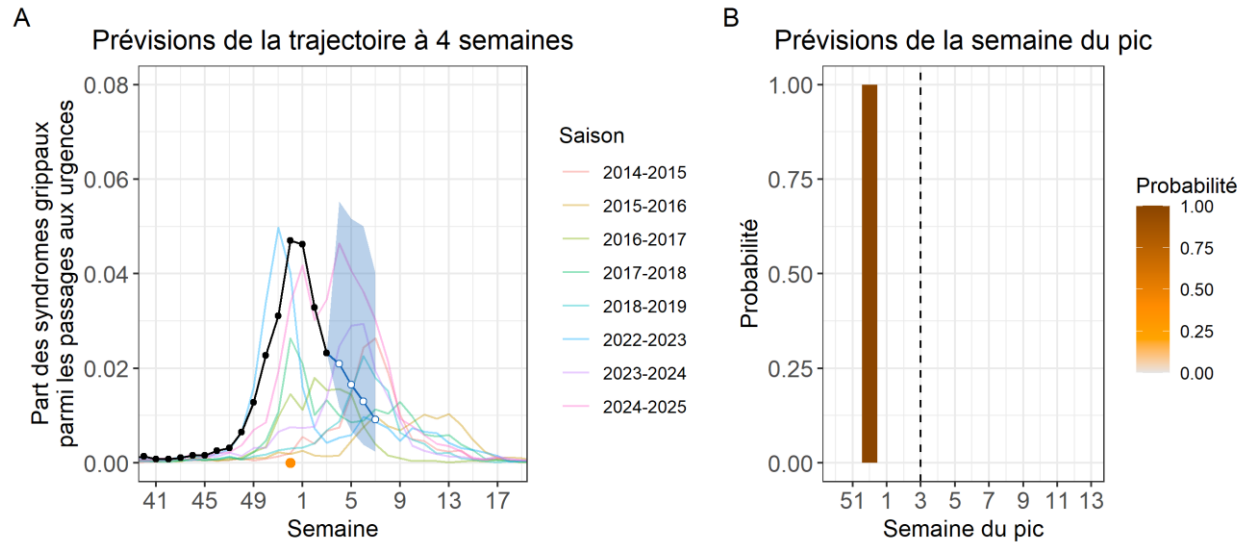 A
Prévisions de la trajectoire à 4 semaines
Part des syndromes grippaux
parmi les passages aux urgences
0.08
0.06
0.04
0.02
0.00
41 45 49 1 5 9 13 17
Semaine
Saison
2014-2015
2015-2016
2016-2017
2017-2018
2018-2019
2022-2023
2023-2024
2024-2025
B
Prévisions de la semaine du pic
Probabilité
1.00
0.75
0.50
0.25
0.00
51 1 3 5 7 9 11 13
Semaine du pic
Probabilité
1.00
0.75
0.50
0.25
0.00